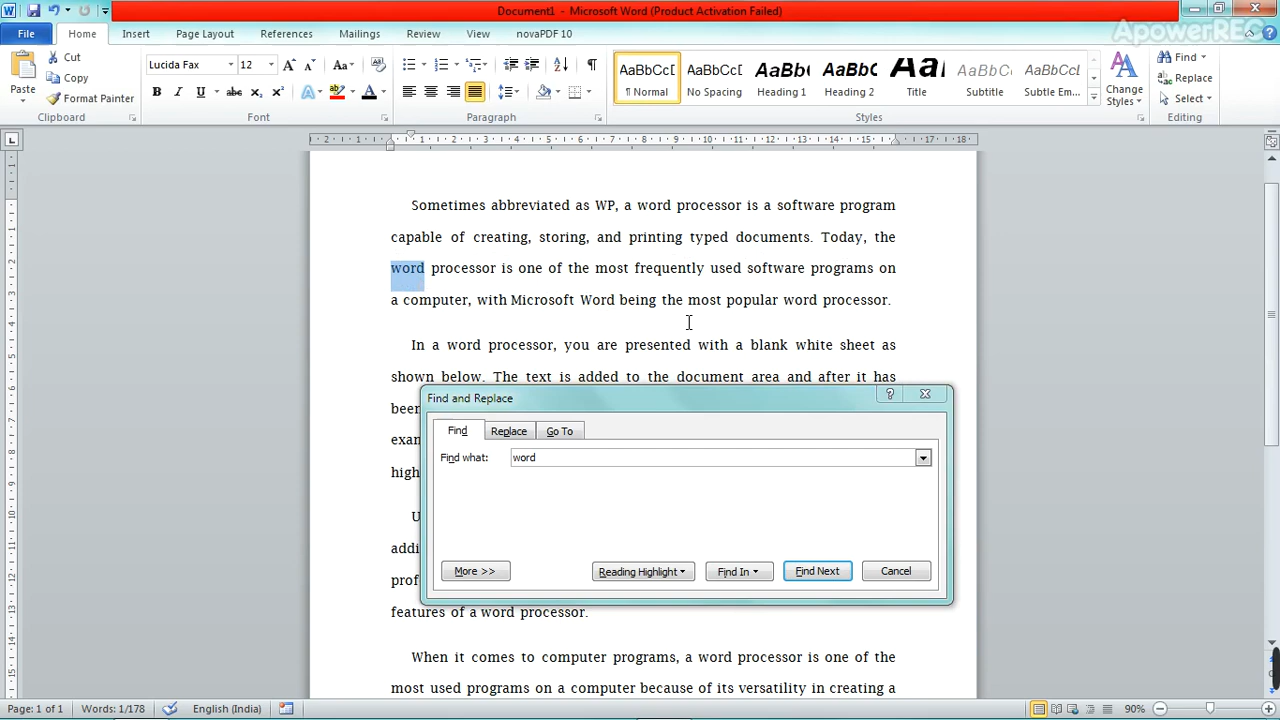 Document1 - Microsoft Word (Product Activation Failed)
ApowerREC
File Home Insert Page Layout References Mailings Review View novaPDF 10
Paste
Cut
Copy
Format Painter
Clipboard
Lucida Fax 12
Font
Paragraph
AaBbCcD AaBbCcD AaBb( AaBbC AaB AaBbCcD AaBbCcD
¶ Normal No Spacing Heading 1 Heading 2 Title Subtitle Subtle Em...
Change Styles
Styles
Find
Replace
Select
Editing
Sometimes abbreviated as WP, a word processor is a software program
capable of creating, storing, and printing typed documents. Today, the
word processor is one of the most frequently used software programs on
a computer, with Microsoft Word being the most popular word processor.
In a word processor, you are presented with a blank white sheet as
shown below. The text is added to the document area and after it has
been
exam
high
U
addi
prof
features of a word processor.
When it comes to computer programs, a word processor is one of the
most used programs on a computer because of its versatility in creating a
Find and Replace
Find Replace Go To
Find what: word
More >> Reading Highlight Find In Find Next Cancel
Page: 1 of 1 Words: 1/178 English (India) 90%